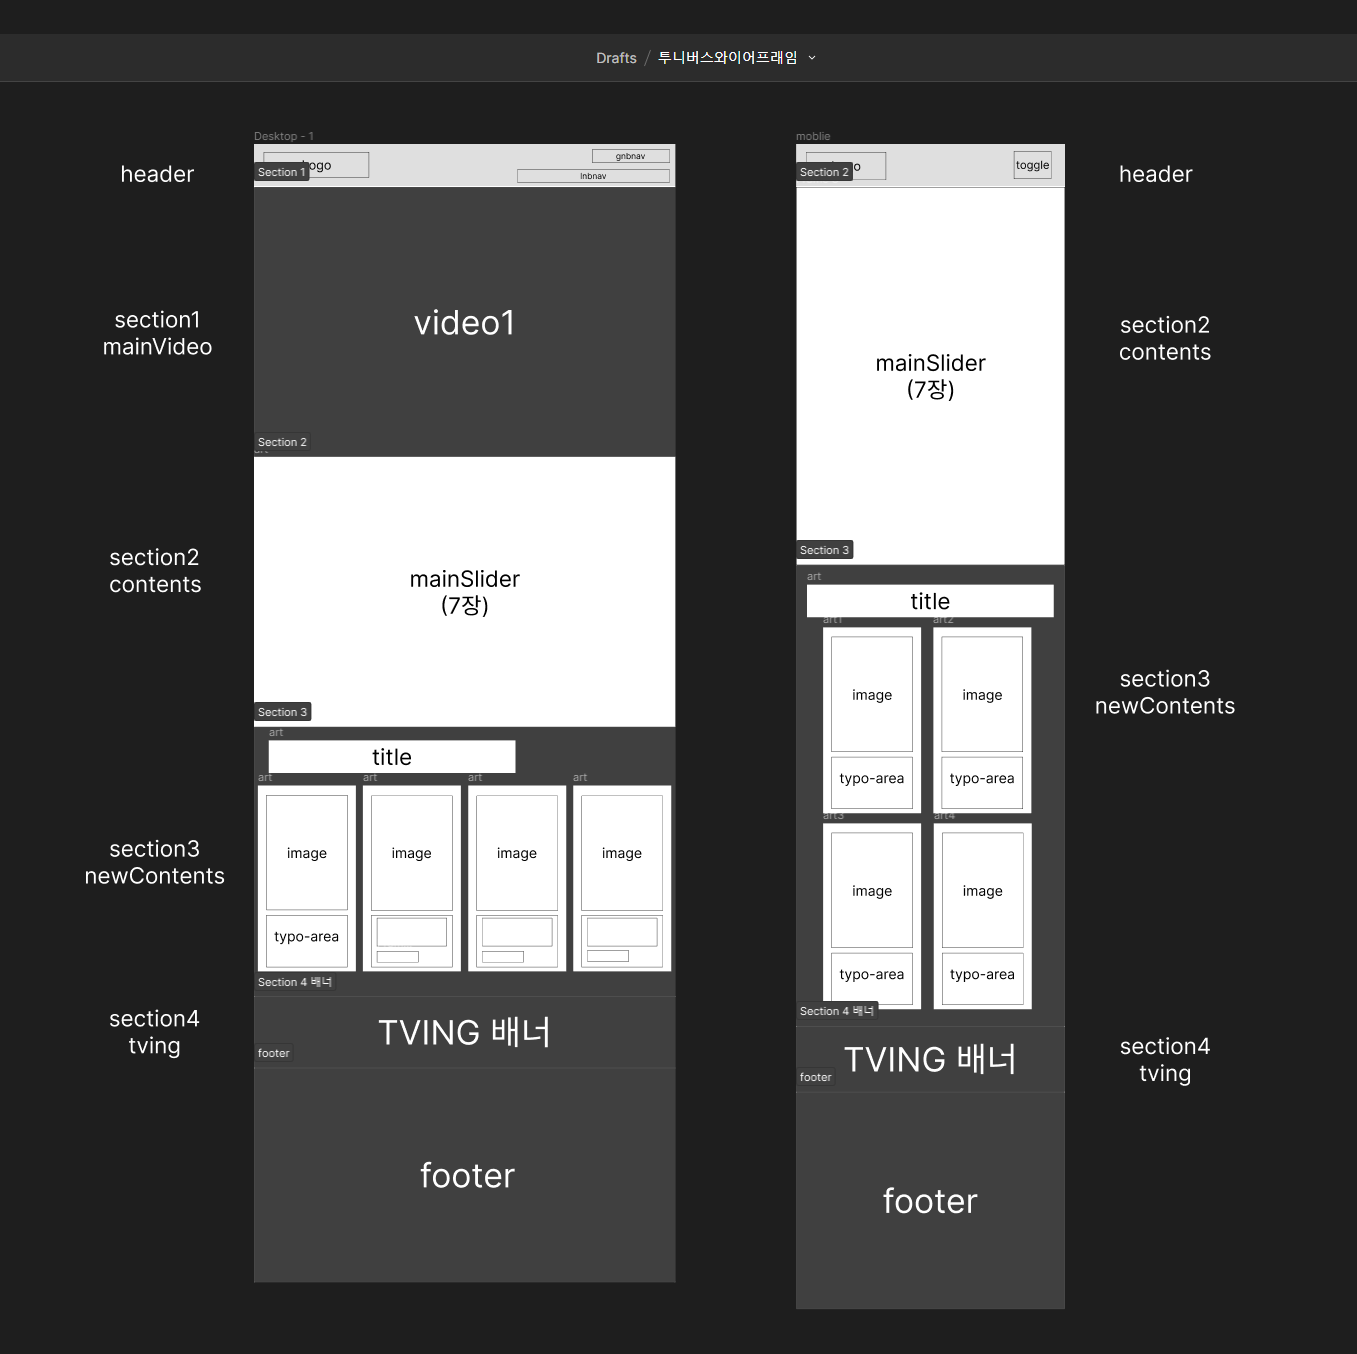 Drafts / 투니버스와이어프레임
Desktop - 1
header
Section 1
gnbnav
lnbnav
section1
mainVideo
video1
Section 2
section2
contents
mainSlider
(7장)
Section 3
art
title
art
art
art
art
section3
newContents
image
image
image
image
typo-area
Section 4 배너
section4
tving
TVING 배너
footer
footer
moblie
Section 2
toggle
header
mainSlider
(7장)
section2
contents
Section 3
art
title
art1
art2
image
image
section3
newContents
typo-area
typo-area
art3
art4
image
image
typo-area
typo-area
Section 4 배너
TVING 배너
section4
tving
footer
footer